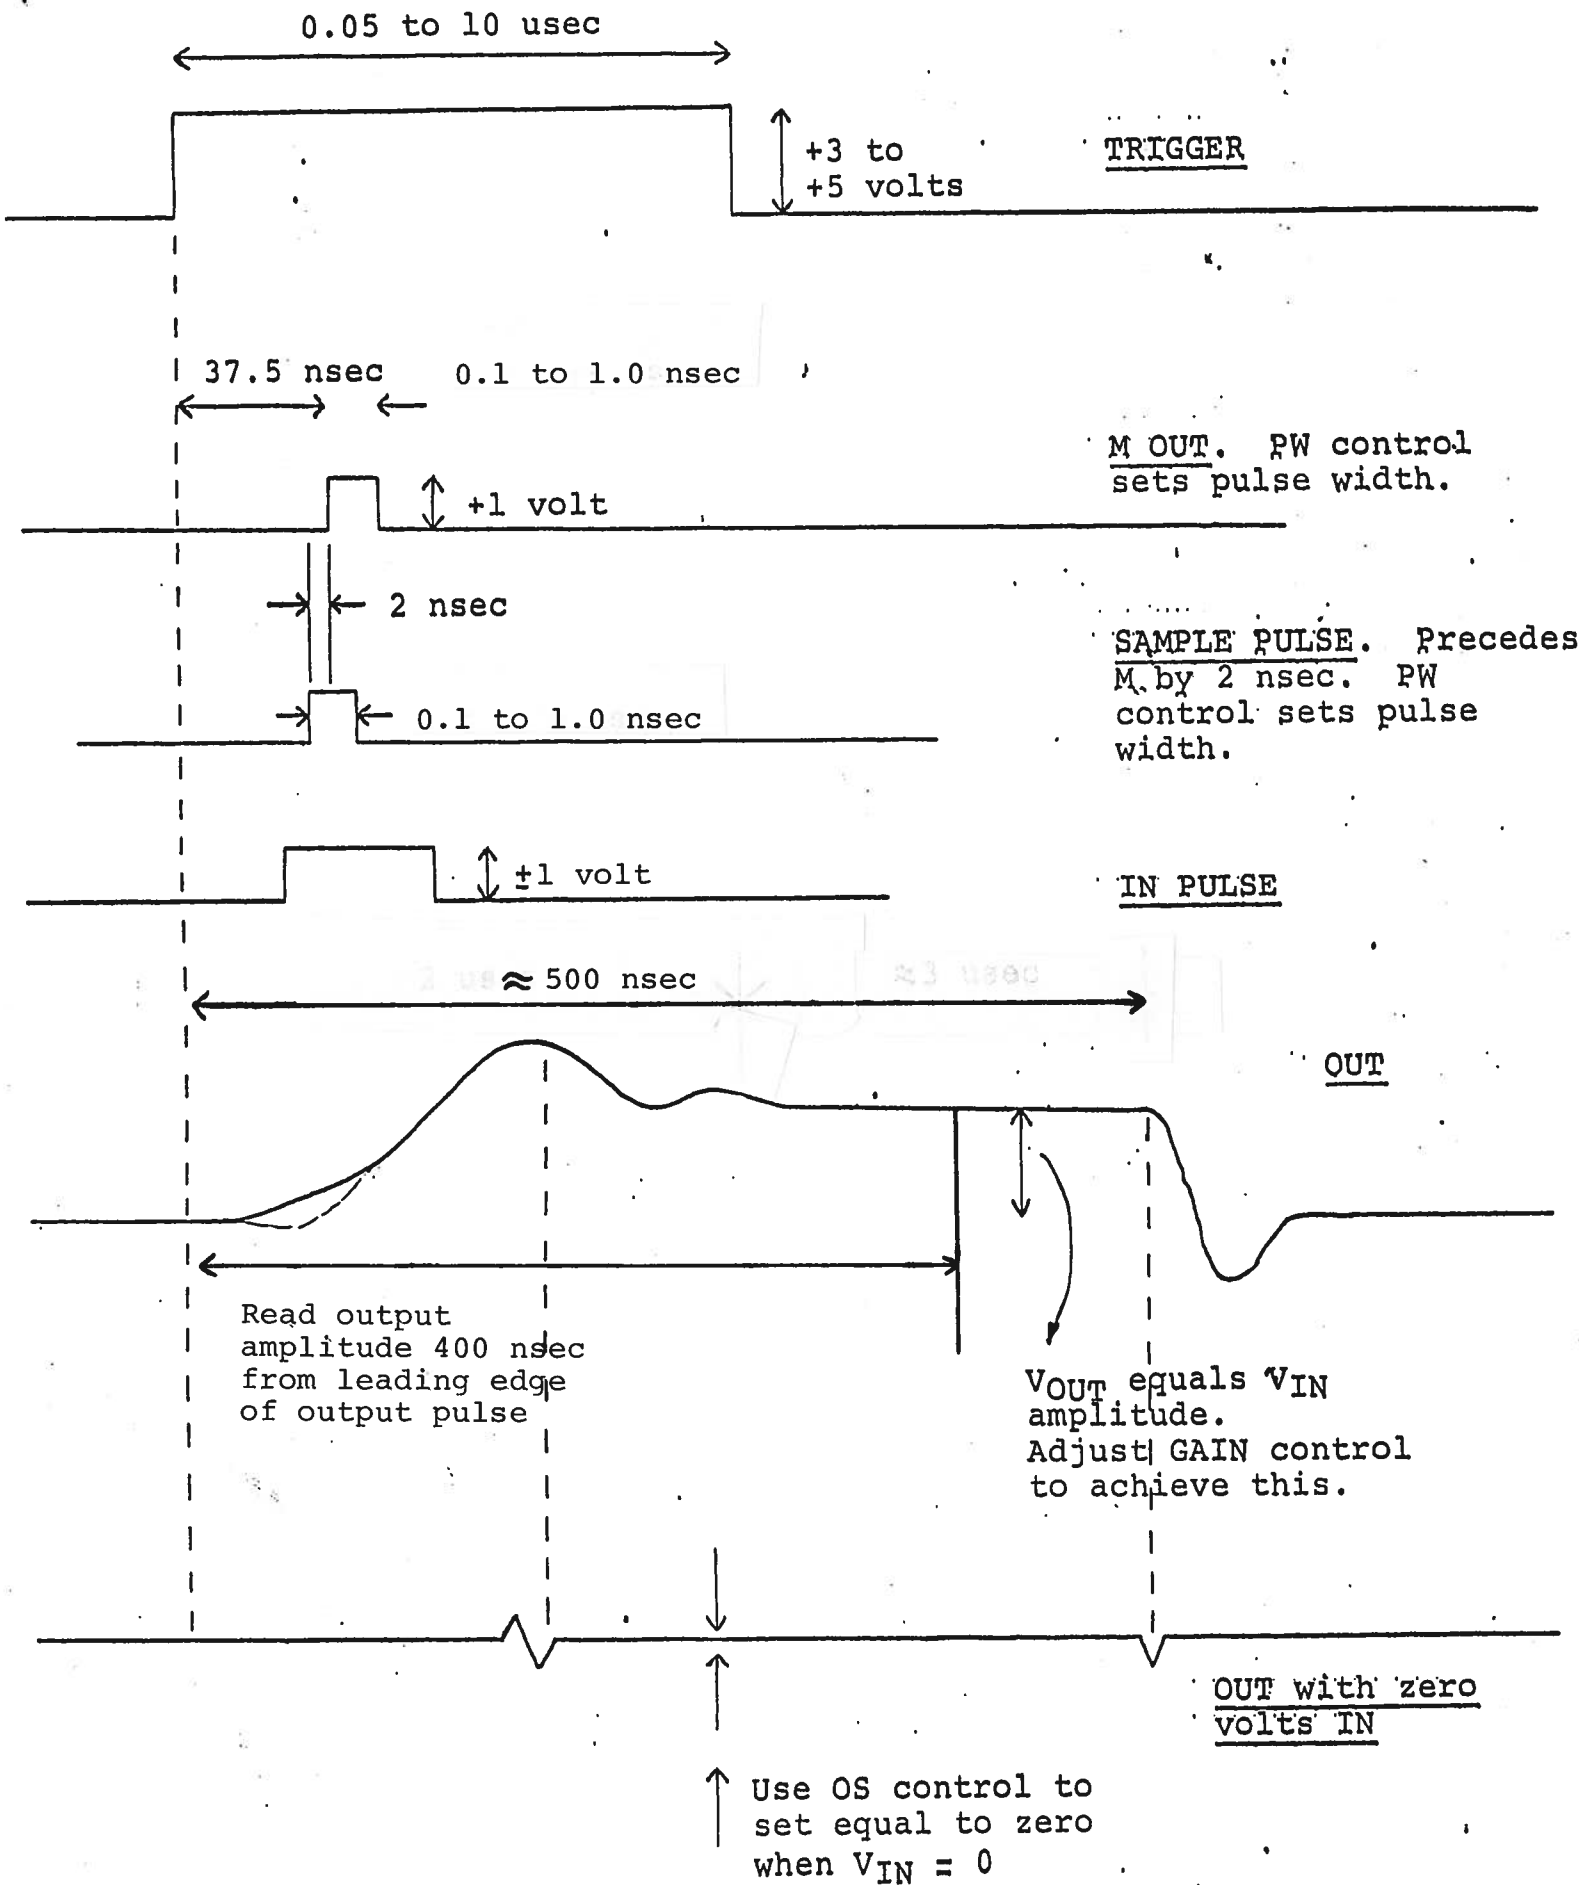 0.05 to 10 usec
+3 to
+5 volts
TRIGGER
37.5 nsec
0.1 to 1.0 nsec
M OUT. PW control
sets pulse width.
+1 volt
2 nsec
SAMPLE PULSE. Precedes
M by 2 nsec. PW
control sets pulse
width.
0.1 to 1.0 nsec
±1 volt
IN PULSE
≈ 500 nsec
≈3 usec
OUT
Read output
amplitude 400 nsec
from leading edge
of output pulse
VOUT equals VIN
amplitude.
Adjust GAIN control
to achieve this.
OUT with zero
volts IN
Use OS control to
set equal to zero
when VIN = 0